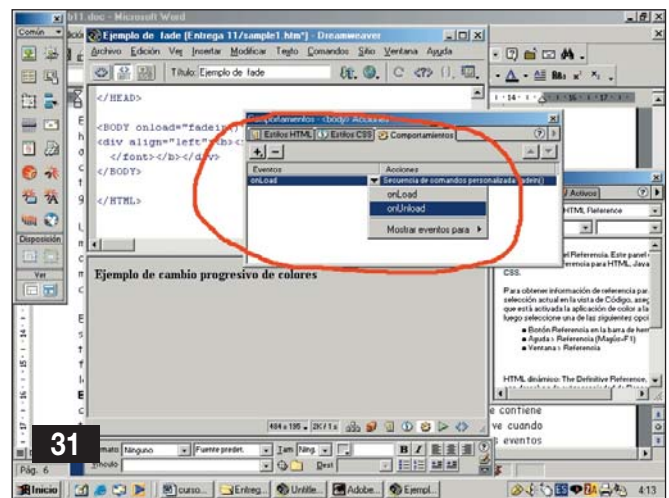 b11.doc - Microsoft Word
Común
Ejemplo de fade (Entrega 11/sample1.htm*) - Dreamweaver
Archivo Edición Ver Insertar Modificar Texto Comandos Sitio Ventana Ayuda
Título: Ejemplo de fade
</HEAD>
<BODY onload="fadein()
<div align="left"><b><
</font></b></div>
</BODY>
</HTML>
Comportamientos - <body> Acciones
Estilos HTML Estilos CSS Comportamientos
Eventos Acciones
onLoad Secuencia de comandos personalizada: fadein()
onLoad
onUnload
Mostrar eventos para
Disposición
Ver
Ejemplo de cambio progresivo de colores
Activos
HTML Reference
el Referencia. Este panel
erencia para HTML, Java
CSS.
Para obtener información de referencia par
selección actual en la vista de Código, aseg
que está activada la aplicación de color a la
luego seleccione una de las siguientes opci
Botón Referencia en la barra de herr
Ayuda > Referencia (Mayús+F1)
Ventana > Referencia
HTML dinámico: The Definitive Reference,
484 x 195 2K / 1 s
e contiene
ve cuando
s eventos
31
Formato Ninguno Fuente predet. Tam Ning.
Vínculo Dest
Pág. 6
Inicio curso... Entreg... Untitle... Adobe... Ejempl... 4:13